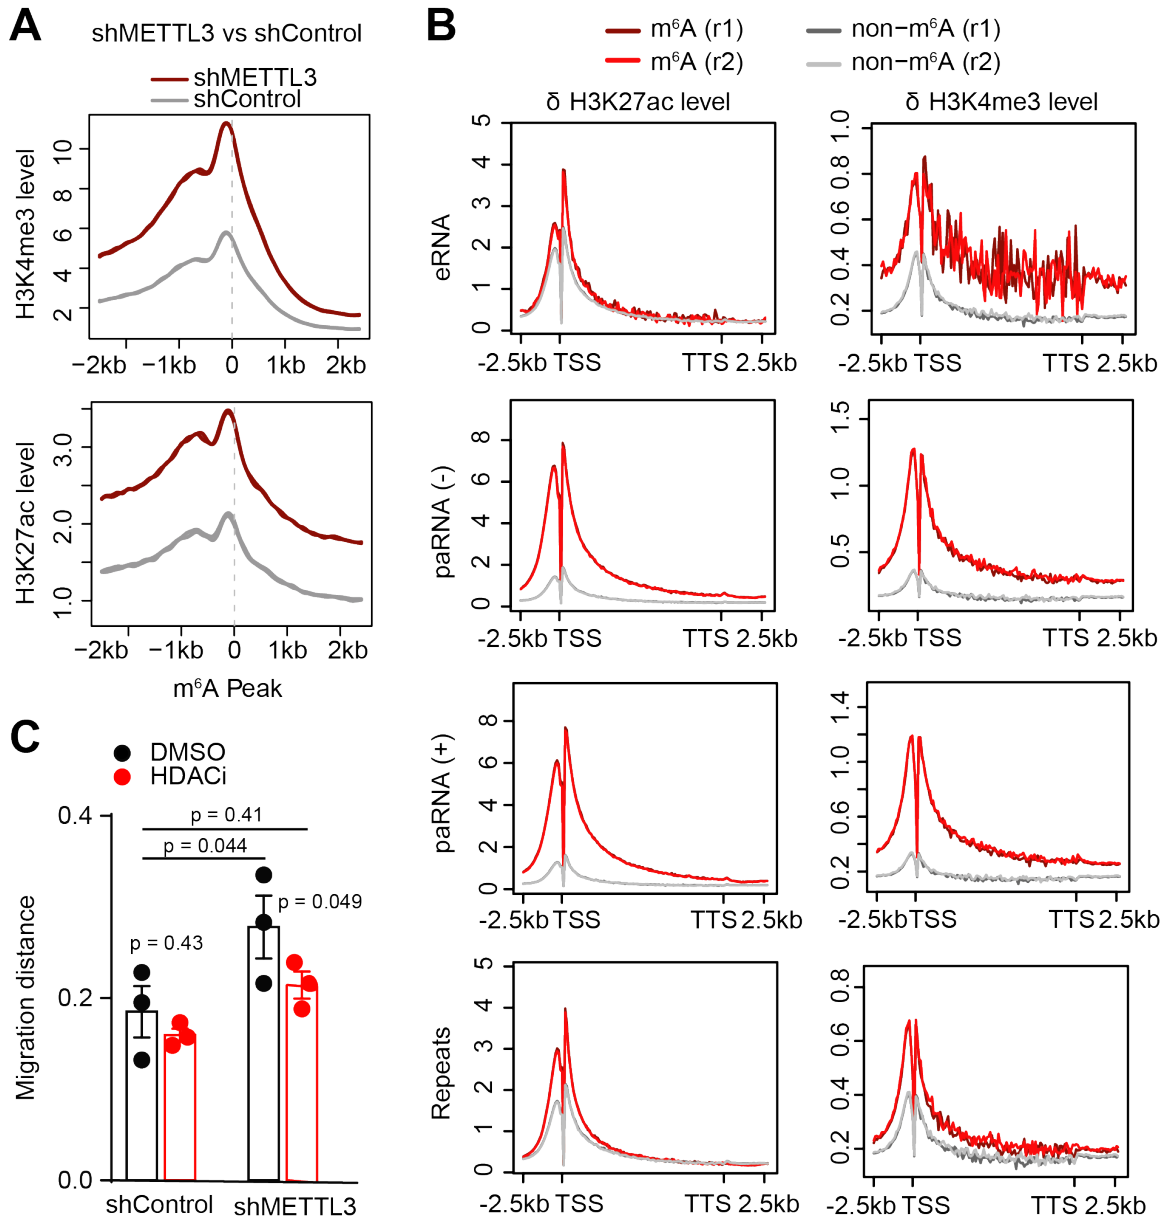 A
shMETTL3 vs shControl
shMETTL3
shControl
H3K4me3 level
10
8
6
4
2
−2kb −1kb 0 1kb 2kb
H3K27ac level
3.0
2.0
1.0
−2kb −1kb 0 1kb 2kb
m⁶A Peak
B
m⁶A (r1)
m⁶A (r2)
non−m⁶A (r1)
non−m⁶A (r2)
δ H3K27ac level
δ H3K4me3 level
eRNA
5
4
3
2
1
0
-2.5kb TSS TTS 2.5kb
1.0
0.8
0.6
0.4
0.2
-2.5kb TSS TTS 2.5kb
paRNA (-)
8
6
4
2
0
-2.5kb TSS TTS 2.5kb
1.5
1.0
0.5
-2.5kb TSS TTS 2.5kb
paRNA (+)
8
6
4
2
0
-2.5kb TSS TTS 2.5kb
1.4
1.0
0.6
0.2
-2.5kb TSS TTS 2.5kb
Repeats
5
4
3
2
1
0
-2.5kb TSS TTS 2.5kb
0.8
0.6
0.4
0.2
-2.5kb TSS TTS 2.5kb
C
DMSO
HDACi
Migration distance
0.4
0.2
0.0
p = 0.41
p = 0.044
p = 0.049
p = 0.43
shControl
shMETTL3